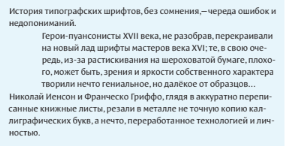 История типографских шрифтов, без сомнения,—череда ошибок и
недопониманий.
Герои-пуансонисты XVII века, не разобрав, перекраивали
на новый лад шрифты мастеров века XVI; те, в свою оче-
редь, из-за растискивания на шероховатой бумаге, плохо-
го, может быть, зрения и яркости собственного характера
творили нечто гениальное, но далёкое от образцов…
Николай Иенсон и Франческо Гриффо, глядя в аккуратно перепи-
санные книжные листы, резали в металле не точную копию кал-
лиграфических букв, а нечто, переработанное технологией и лич-
ностью.